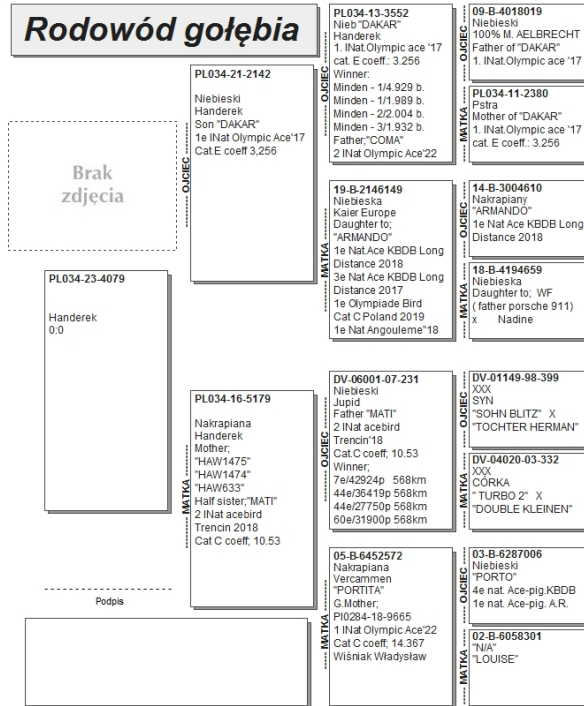 Rodowód gołębia
Brak
zdjęcia
PL034-23-4079
Handerek
0:0
Podpis
OJCIEC
PL034-21-2142
Niebieski
Handerek
Son "DAKAR"
1e INat Olympic Ace'17
Cat.E coeff 3,256
MATKA
PL034-16-5179
Nakrapiana
Handerek
Mother;
"HAW1475"
"HAW1474"
"HAW633"
Half sister;"MATI"
2 INat acebird
Trencin 2018
Cat C coeff; 10.53
OJCIEC
PL034-13-3552
Nieb "DAKAR"
Handerek
1. INat.Olympic ace '17
cat. E coeff.: 3.256
Winner:
Minden - 1/4.929 b.
Minden - 1/1.989 b.
Minden - 2/2.004 b.
Minden - 3/1.932 b.
Father;"COMA"
2 INat Olympic Ace'22
MATKA
19-B-2146149
Niebieska
Kaier Europe
Daughter to;
"ARMANDO"
1e Nat.Ace KBDB Long
Distance 2018
3e Nat Ace KBDB Long
Distance 2017
1e Olympiade Bird
Cat C Poland 2019
1e Nat Angouleme"18
OJCIEC
DV-06001-07-231
Niebieski
Jupid
Father "MATI"
2 INat acebird
Trencin'18
Cat.C coeff; 10.53
Winner;
7e/42924p 568km
44e/36419p 568km
44e/27750p 568km
60e/31900p 568km
MATKA
05-B-6452572
Nakrapiana
Vercammen
"PORTITA"
G.Mother;
Pl0284-18-9665
1 INat Olympic Ace'22
Cat C coeff; 14.367
Wiśniak Władysław
OJCIEC
09-B-4018019
Niebieski
100% M. AELBRECHT
Father of "DAKAR"
1. INat.Olympic ace '17
MATKA
PL034-11-2380
Pstra
Mother of "DAKAR"
1. INat.Olympic ace '17
cat. E coeff.: 3.256
OJCIEC
14-B-3004610
Nakrapiany
"ARMANDO"
1e Nat Ace KBDB Long
Distance 2018
MATKA
18-B-4194659
Niebieska
Daughter to; WF
( father porsche 911)
x Nadine
OJCIEC
DV-01149-98-399
XXX
SYN
"SOHN BLITZ" X
"TOCHTER HERMAN"
MATKA
DV-04020-03-332
XXX
CÓRKA
" TURBO 2" X
"DOUBLE KLEINEN"
OJCIEC
03-B-6287006
Niebieski
"PORTO"
4e nat. Ace-pig.KBDB
1e nat. Ace-pig. A.R.
MATKA
02-B-6058301
"N/A"
"LOUISE"